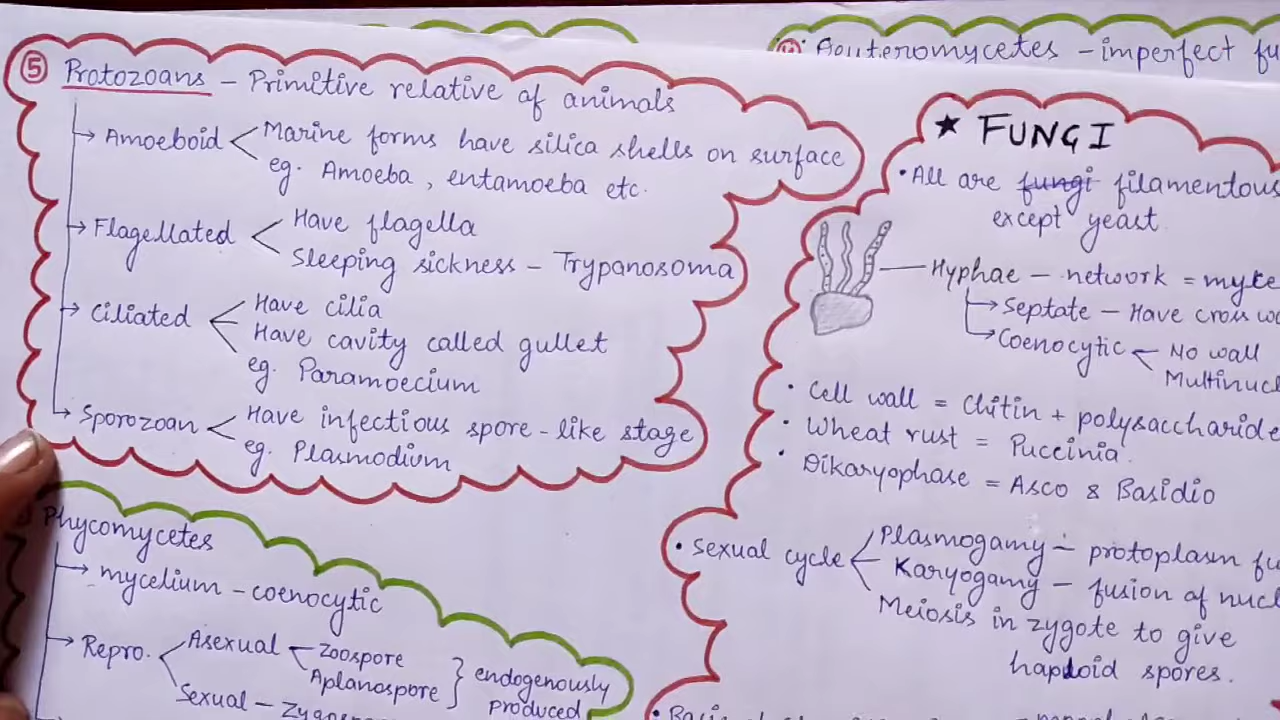 ⑤ Protozoans - Primitive relative of animals
→ Amoeboid < Marine forms have silica shells on surface
eg. Amoeba, entamoeba etc.
→ Flagellated < Have flagella
Sleeping sickness - Trypanosoma
→ Ciliated < Have cilia
Have cavity called gullet
eg. Paramoecium
→ Sporozoan < Have infectious spore-like stage
eg. Plasmodium
Phycomycetes
→ mycelium - coenocytic
→ Repro. < Asexual < Zoospore
Aplanospore } endogenously
produced
Sexual -
- imperfect
★ FUNGI
• All are fungi filamentous
except yeast
Hyphae - network =
→ Septate - Have cross
→ Coenocytic < No wall
• Cell wall = Chitin + polysaccharide
• Wheat rust = Puccinia.
• Dikaryophase = Asco & Basidio
• Sexual cycle < Plasmogamy - protoplasm
Karyogamy - fusion of
Meiosis in zygote to give
haploid spores.